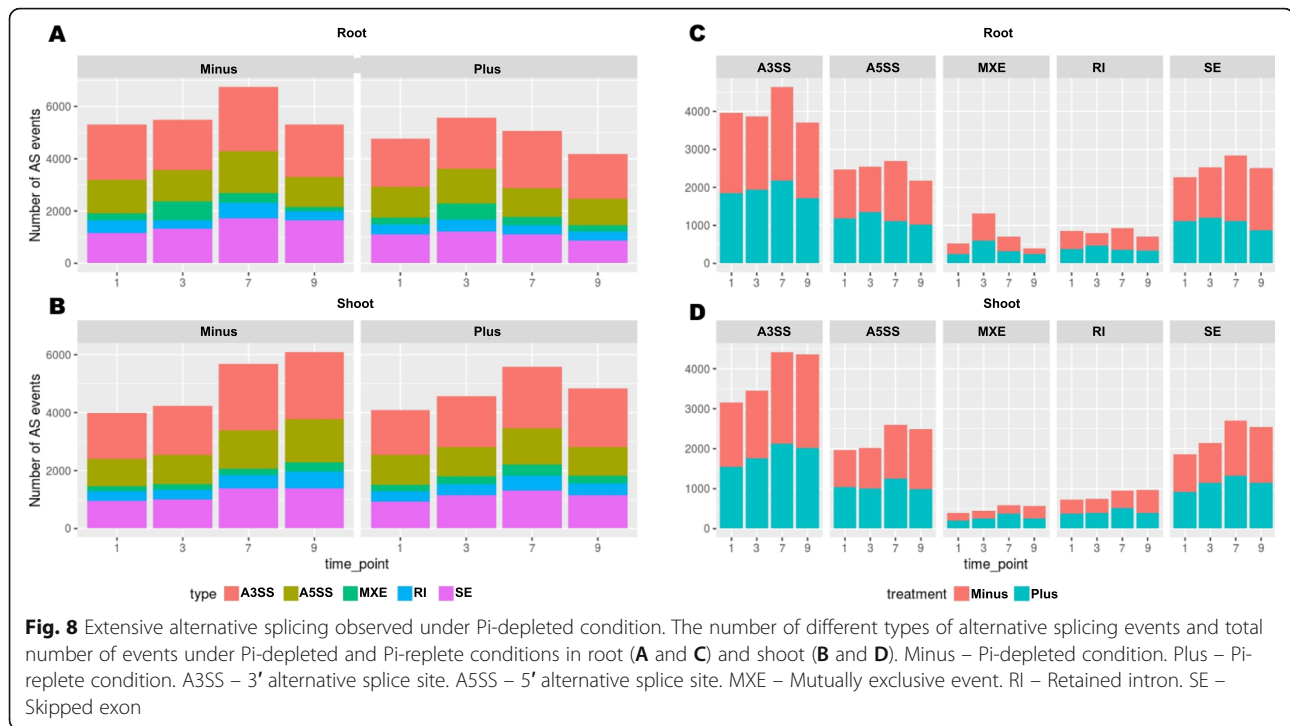 A
Root
Minus
Plus
Number of AS events
6000
4000
2000
0
1
3
7
9
1
3
7
9
B
Shoot
Minus
Plus
Number of AS events
6000
4000
2000
0
1
3
7
9
1
3
7
9
time_point
type A3SS A5SS MXE RI SE
C
Root
A3SS
A5SS
MXE
RI
SE
4000
3000
2000
1000
0
1 3 7 9
1 3 7 9
1 3 7 9
1 3 7 9
1 3 7 9
D
Shoot
A3SS
A5SS
MXE
RI
SE
4000
3000
2000
1000
0
1 3 7 9
1 3 7 9
1 3 7 9
1 3 7 9
1 3 7 9
time_point
treatment Minus Plus
Fig. 8 Extensive alternative splicing observed under Pi-depleted condition. The number of different types of alternative splicing events and total
number of events under Pi-depleted and Pi-replete conditions in root (A and C) and shoot (B and D). Minus – Pi-depleted condition. Plus – Pi-
replete condition. A3SS – 3′ alternative splice site. A5SS – 5′ alternative splice site. MXE – Mutually exclusive event. RI – Retained intron. SE –
Skipped exon